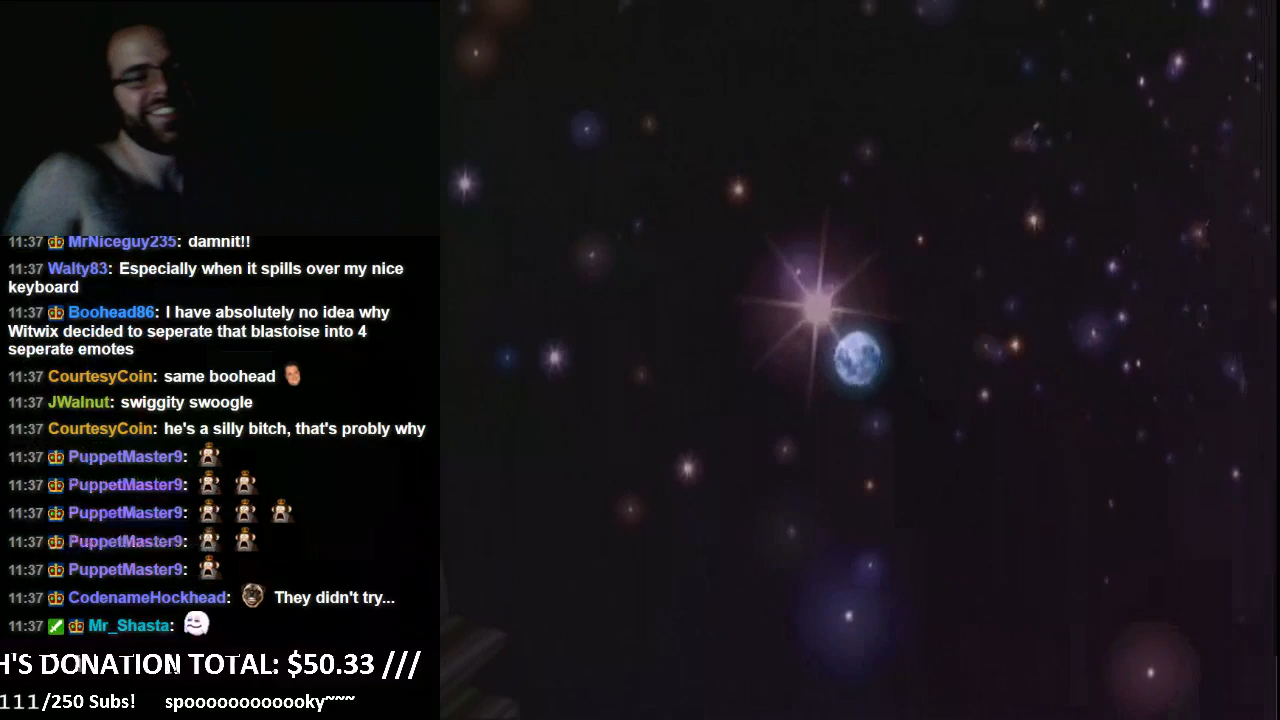 11:37 MrNiceguy235: damnit!!
11:37 Walty83: Especially when it spills over my nice
keyboard
11:37 Boohead86: I have absolutely no idea why
Witwix decided to seperate that blastoise into 4
seperate emotes
11:37 CourtesyCoin: same boohead
11:37 JWalnut: swiggity swoogle
11:37 CourtesyCoin: he's a silly bitch, that's probly why
11:37 PuppetMaster9:
11:37 PuppetMaster9:
11:37 PuppetMaster9:
11:37 PuppetMaster9:
11:37 PuppetMaster9:
11:37 CodenameHockhead: They didn't try...
11:37 Mr_Shasta:
H'S DONATION TOTAL: $50.33 ///
111/250 Subs! spooooooooooky~~~